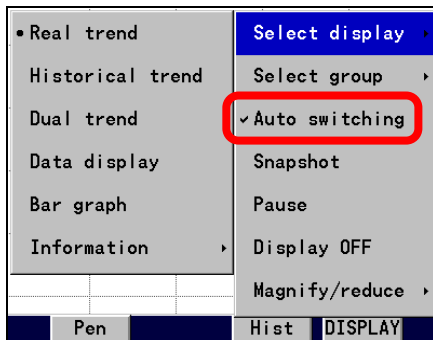 Real trend
Historical trend
Dual trend
Data display
Bar graph
Information
Select display
Select group
Auto switching
Snapshot
Pause
Display OFF
Magnify/reduce
Pen
Hist
DISPLAY